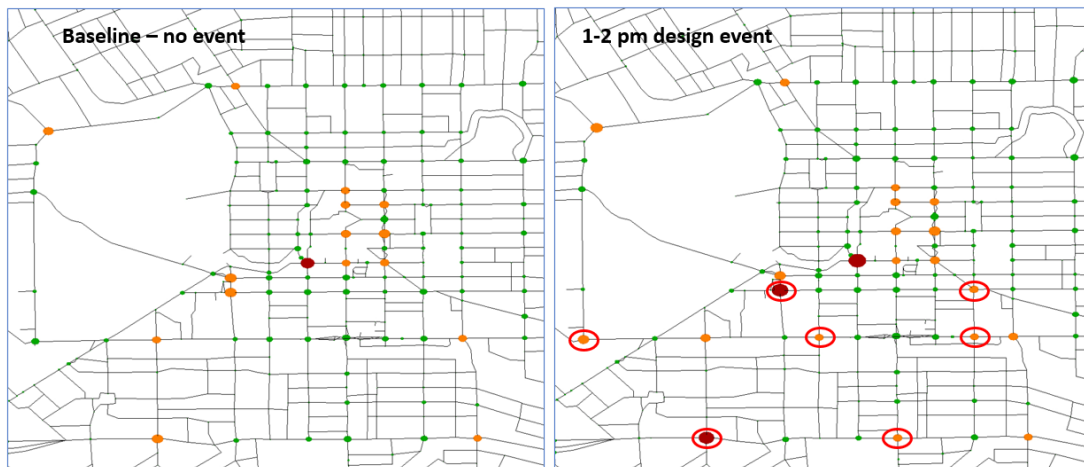 Baseline – no event
1-2 pm design event